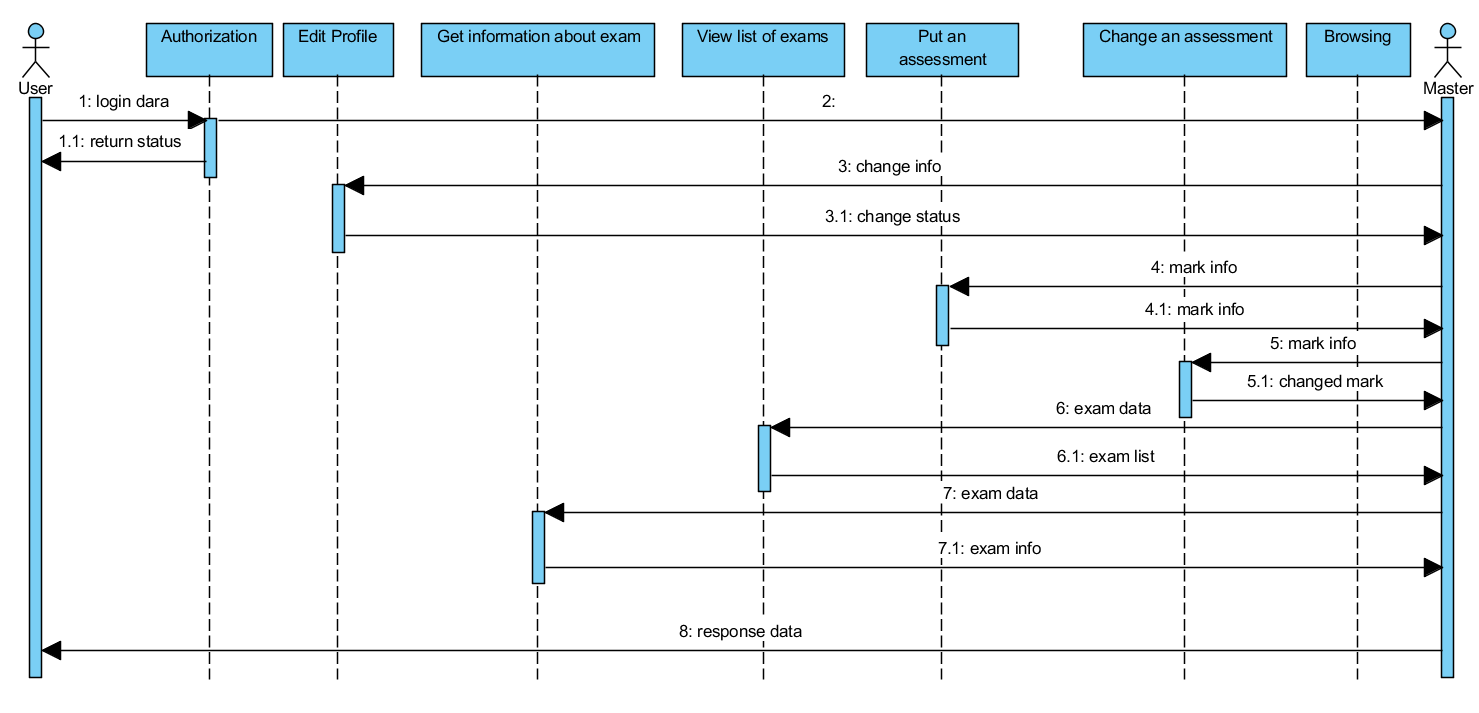 Authorization
Edit Profile
Get information about exam
View list of exams
Put an
assessment
Change an assessment
Browsing
User
Master
1: login dara
2:
1.1: return status
3: change info
3.1: change status
4: mark info
4.1: mark info
5: mark info
5.1: changed mark
6: exam data
6.1: exam list
7: exam data
7.1: exam info
8: response data